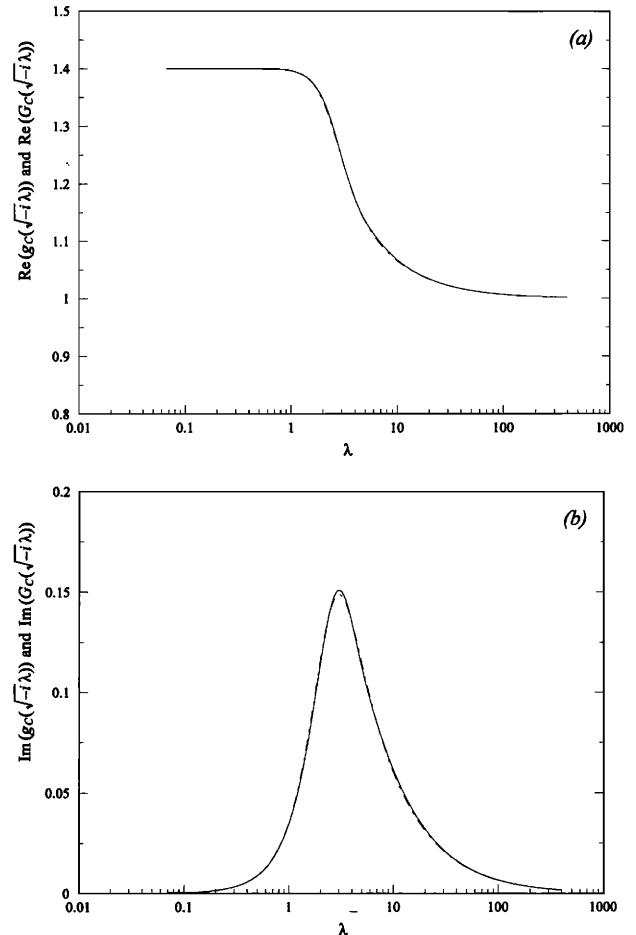 (a)
1.5
1.4
1.3
1.2
1.1
1
0.9
0.8
Re(gc(√-iλ)) and Re(Gc(√-iλ))
0.01 0.1 1 10 100 1000
λ
(b)
0.2
0.15
0.1
0.05
0
Im(gc(√-iλ)) and Im(Gc(√-iλ))
0.01 0.1 1 10 100 1000
λ